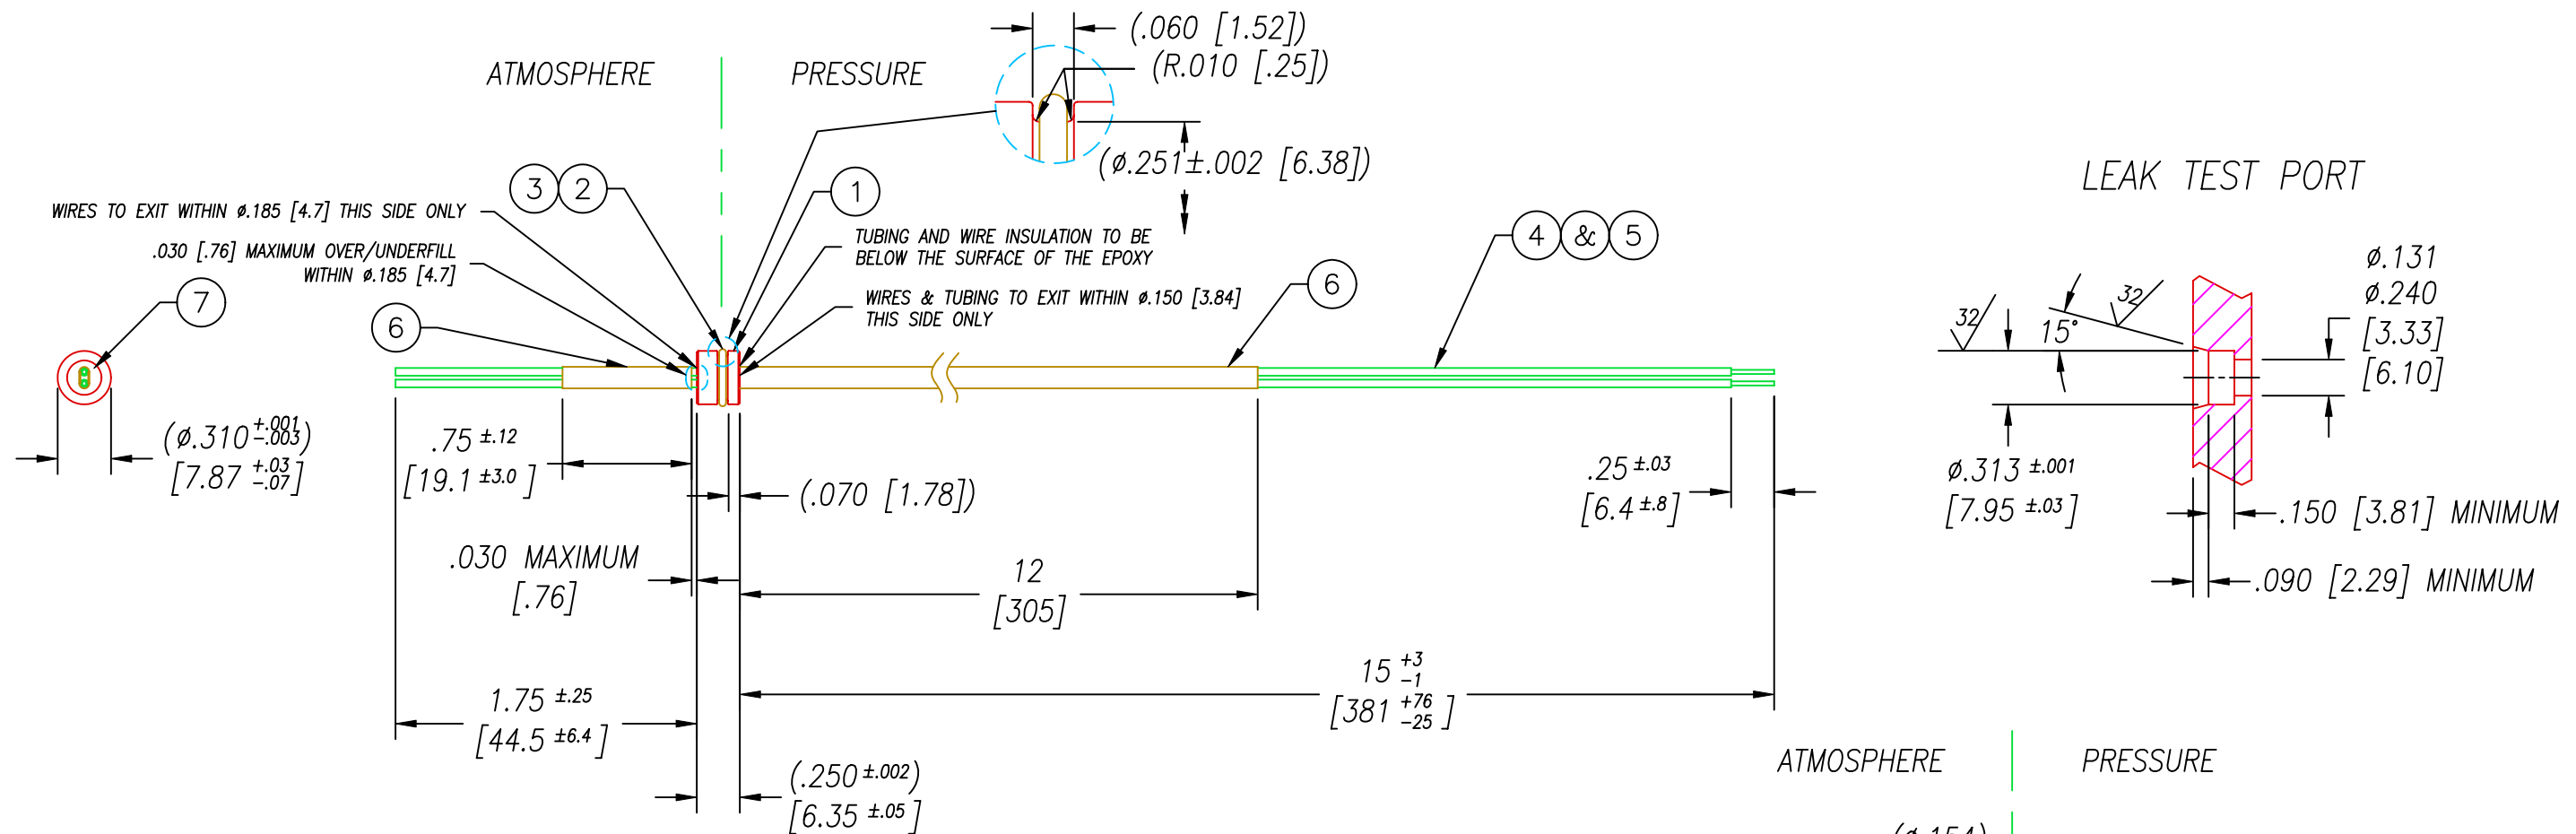 (.060 [1.52])
(R.010 [.25])
ATMOSPHERE
PRESSURE
(ø.251±.002 [6.38])
3
2
1
WIRES TO EXIT WITHIN ø.185 [4.7] THIS SIDE ONLY
.030 [.76] MAXIMUM OVER/UNDERFILL
WITHIN ø.185 [4.7]
TUBING AND WIRE INSULATION TO BE
BELOW THE SURFACE OF THE EPOXY
WIRES & TUBING TO EXIT WITHIN ø.150 [3.84]
THIS SIDE ONLY
4 & 5
6
6
7
(ø.310 +.001 -.003)
[7.87 +.03 -.07]
.75 ±.12
[19.1 ±3.0]
(.070 [1.78])
.25 ±.03
[6.4 ±.8]
.030 MAXIMUM
[.76]
12
[305]
15 +3 -1
[381 +76 -25]
1.75 ±.25
[44.5 ±6.4]
(.250 ±.002)
[6.35 ±.05]
LEAK TEST PORT
ø.131
ø.240
[3.33]
[6.10]
32
32
15°
ø.313 ±.001
[7.95 ±.03]
.150 [3.81] MINIMUM
.090 [2.29] MINIMUM
ATMOSPHERE
PRESSURE
(ø.154)